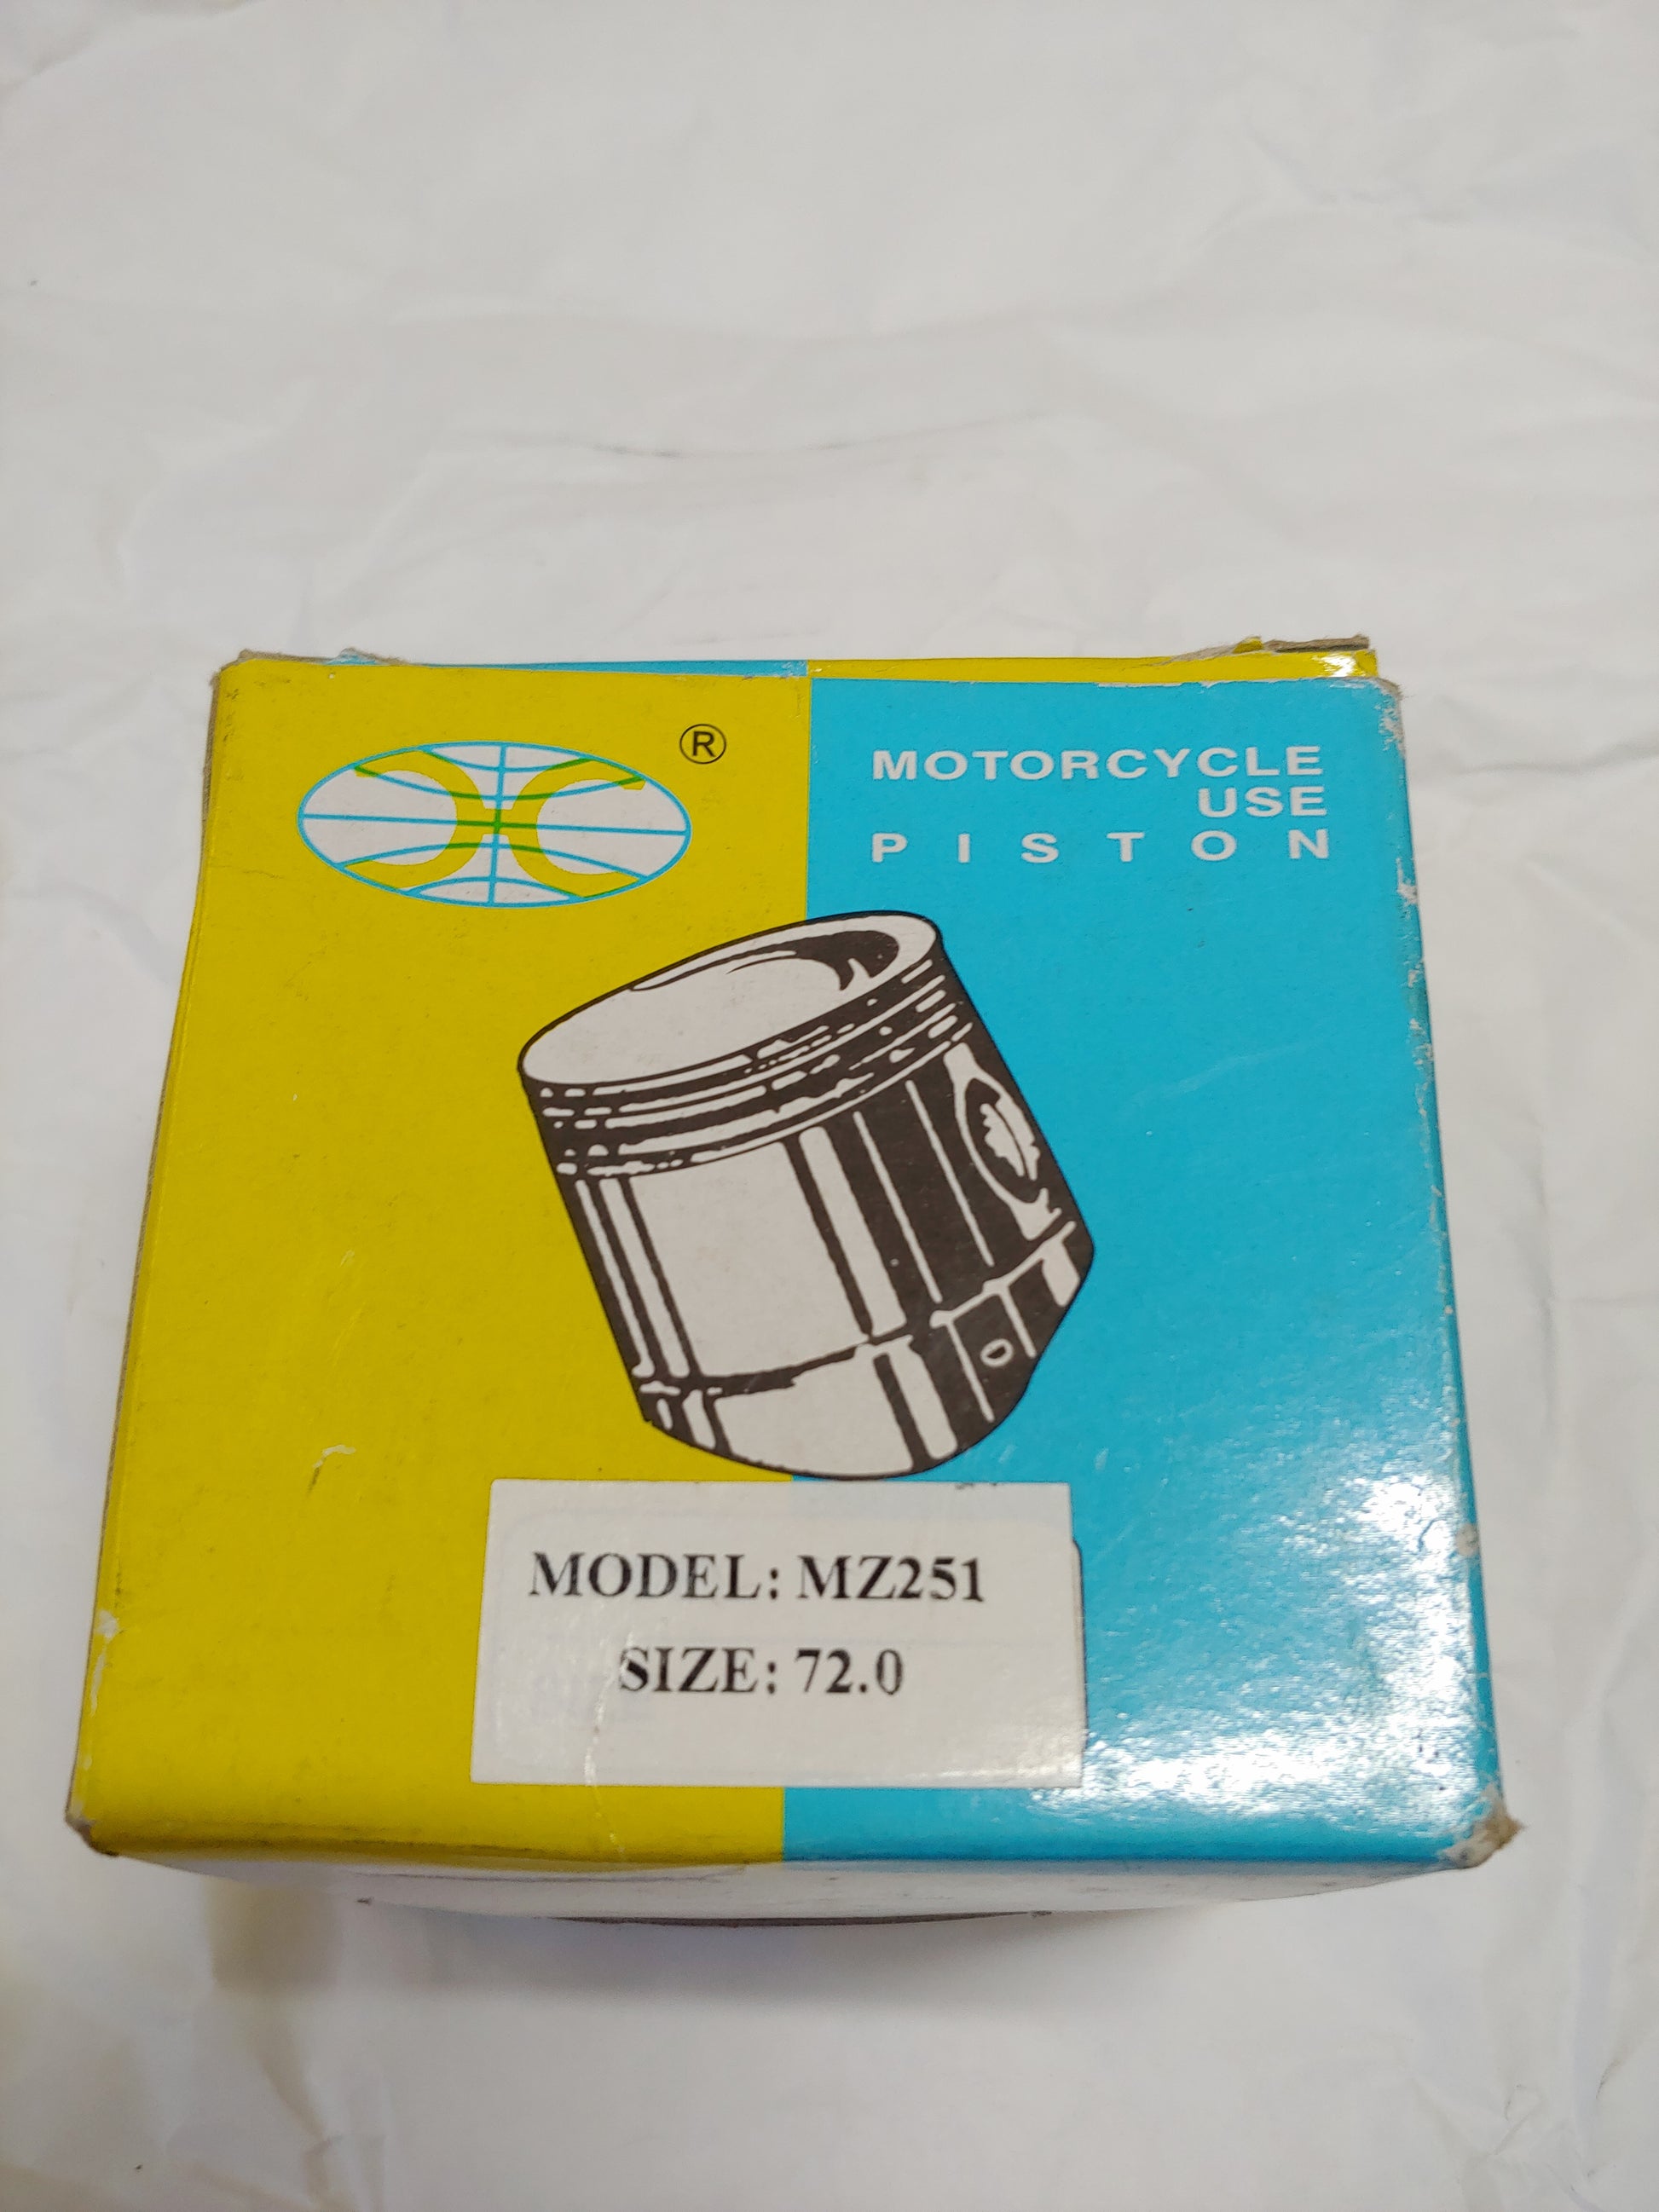 ®
MOTORCYCLE
USE
PISTON
MODEL: MZ251
SIZE: 72.0